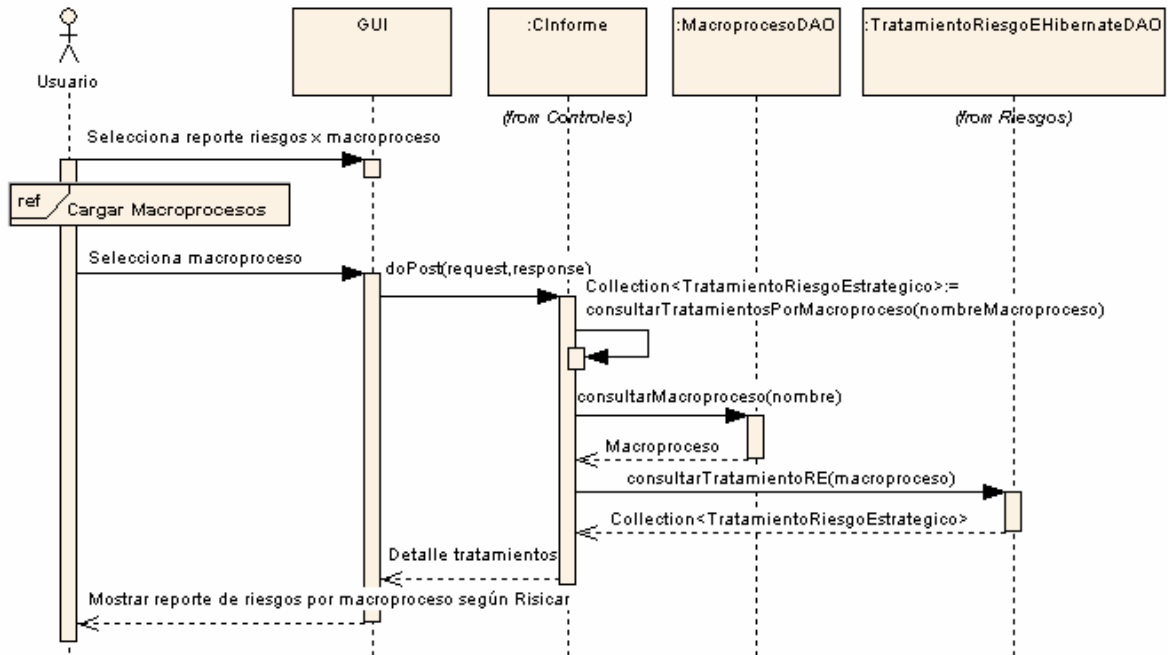 GUI
:CInforme
:MacroprocesoDAO
:TratamientoRiesgoEHibernateDAO
Usuario
(from Controles)
(from Riesgos)
Selecciona reporte riesgos x macroproceso
ref
Cargar Macroprocesos
Selecciona macroproceso
doPost(request,response)
Collection<TratamientoRiesgoEstrategico>:=
consultarTratamientosPorMacroproceso(nombreMacroproceso)
consultarMacroproceso(nombre)
Macroproceso
consultarTratamientoRE(macroproceso)
Collection<TratamientoRiesgoEstrategico>
Detalle tratamientos
Mostrar reporte de riesgos por macroproceso según Risicar